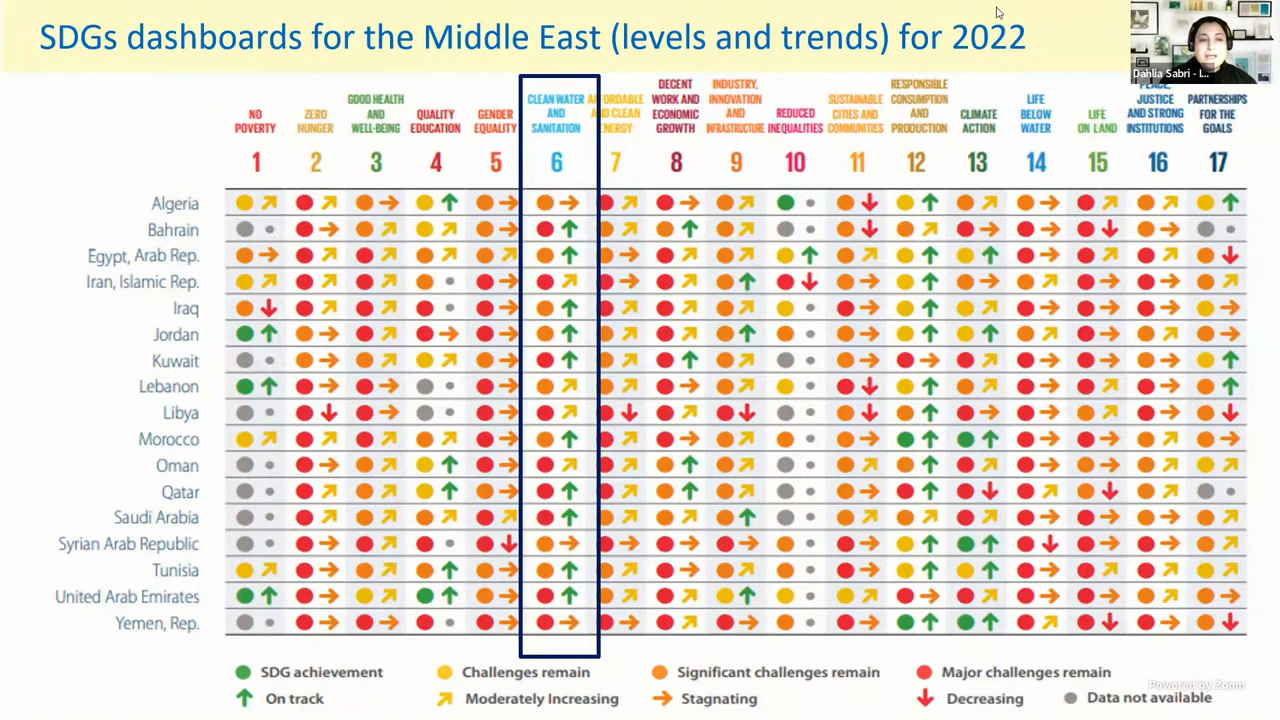 SDGs dashboards for the Middle East (levels and trends) for 2022
Dahlia Sabri - I...
NO POVERTY
ZERO HUNGER
GOOD HEALTH AND WELL-BEING
QUALITY EDUCATION
GENDER EQUALITY
CLEAN WATER AND SANITATION
AFFORDABLE AND CLEAN ENERGY
DECENT WORK AND ECONOMIC GROWTH
INDUSTRY, INNOVATION AND INFRASTRUCTURE
REDUCED INEQUALITIES
SUSTAINABLE CITIES AND COMMUNITIES
RESPONSIBLE CONSUMPTION AND PRODUCTION
CLIMATE ACTION
LIFE BELOW WATER
LIFE ON LAND
PEACE, JUSTICE AND STRONG INSTITUTIONS
PARTNERSHIPS FOR THE GOALS
1 2 3 4 5 6 7 8 9 10 11 12 13 14 15 16 17
Algeria
Bahrain
Egypt, Arab Rep.
Iran, Islamic Rep.
Iraq
Jordan
Kuwait
Lebanon
Libya
Morocco
Oman
Qatar
Saudi Arabia
Syrian Arab Republic
Tunisia
United Arab Emirates
Yemen, Rep.
SDG achievement Challenges remain Significant challenges remain Major challenges remain
On track Moderately Increasing Stagnating Decreasing Data not available
Powered by Zoom